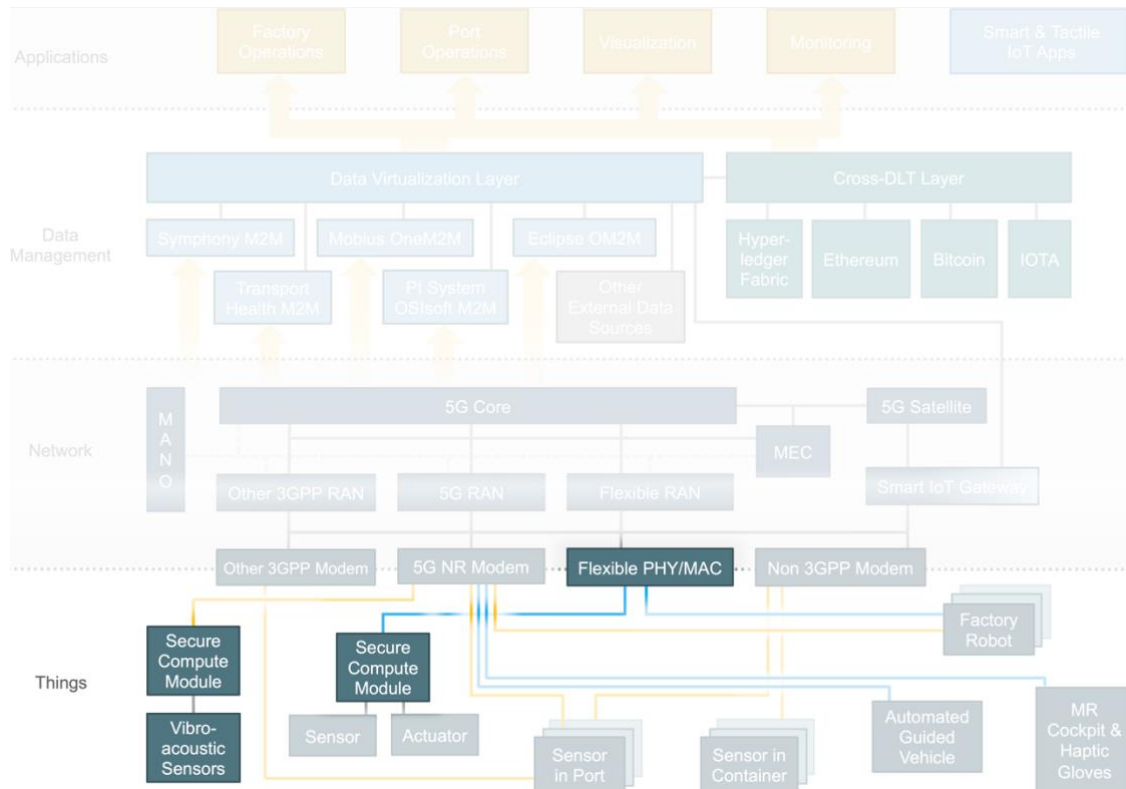 Factory
Operations
Port
Operations
Visualization
Monitoring
Smart & Tactile
IoT Apps
Applications
Data Virtualization Layer
Cross-DLT Layer
Data
Management
Symphony M2M
Mobius OneM2M
Eclipse OM2M
Hyper-
ledger
Fabric
Ethereum
Bitcoin
IOTA
Transport
Health M2M
PI System
OSIsoft M2M
Other
External Data
Sources
M
A
N
O
5G Core
5G Satellite
Network
MEC
Other 3GPP RAN
5G RAN
Flexible RAN
Smart IoT Gateway
Other 3GPP Modem
5G NR Modem
Flexible PHY/MAC
Non 3GPP Modem
Things
Secure
Compute
Module
Secure
Compute
Module
Factory
Robot
Vibro-
acoustic
Sensors
Sensor
Actuator
Sensor
in Port
Sensor in
Container
Automated
Guided
Vehicle
MR
Cockpit &
Haptic
Gloves